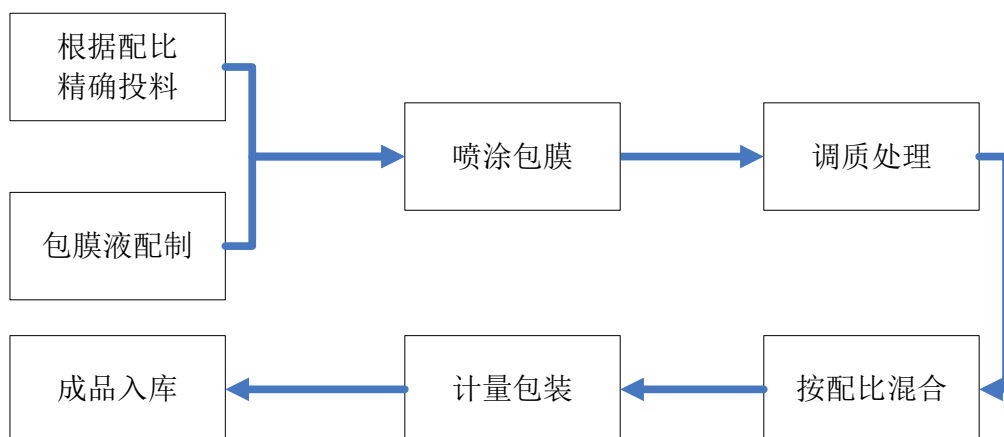 根据配比
精确投料
喷涂包膜
调质处理
包膜液配制
成品入库
计量包装
按配比混合